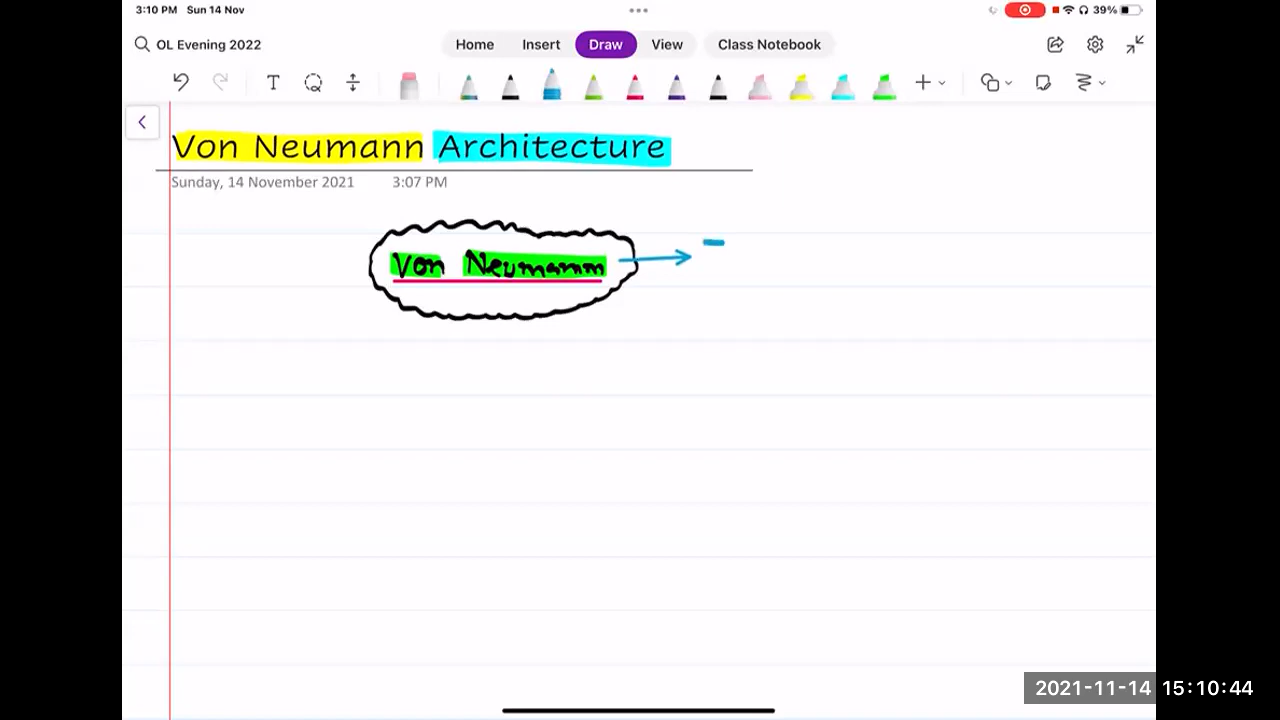 3:10 PM Sun 14 Nov
39%
OL Evening 2022
Home Insert Draw View Class Notebook
T
Von Neumann Architecture
Sunday, 14 November 2021 3:07 PM
Von Neumann
2021-11-14 15:10:44